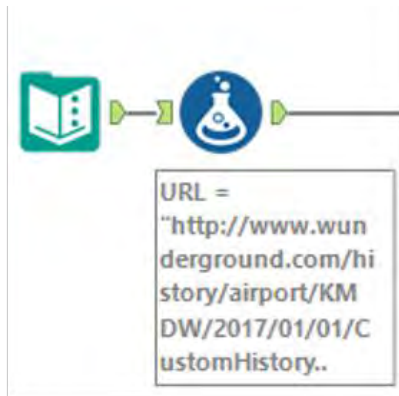 URL =
"http://www.wun
derground.com/hi
story/airport/KM
DW/2017/01/01/C
ustomHistory..